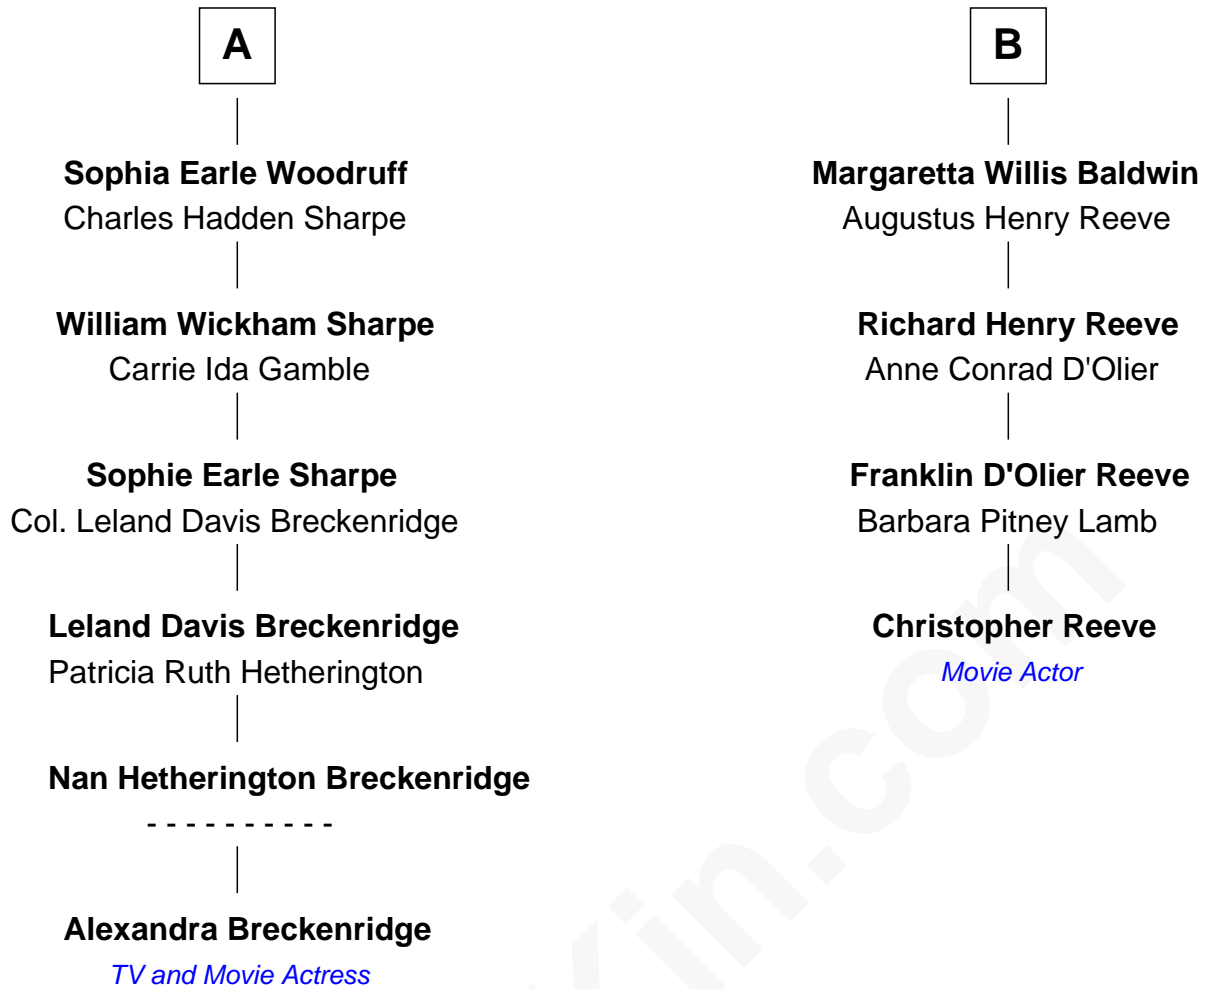 A
Sophia Earle Woodruff
Charles Hadden Sharpe
William Wickham Sharpe
Carrie Ida Gamble
Sophie Earle Sharpe
Col. Leland Davis Breckenridge
Leland Davis Breckenridge
Patricia Ruth Hetherington
Nan Hetherington Breckenridge
- - - - - - - - - -
Alexandra Breckenridge
TV and Movie Actress
B
Margaretta Willis Baldwin
Augustus Henry Reeve
Richard Henry Reeve
Anne Conrad D'Olier
Franklin D'Olier Reeve
Barbara Pitney Lamb
Christopher Reeve
Movie Actor